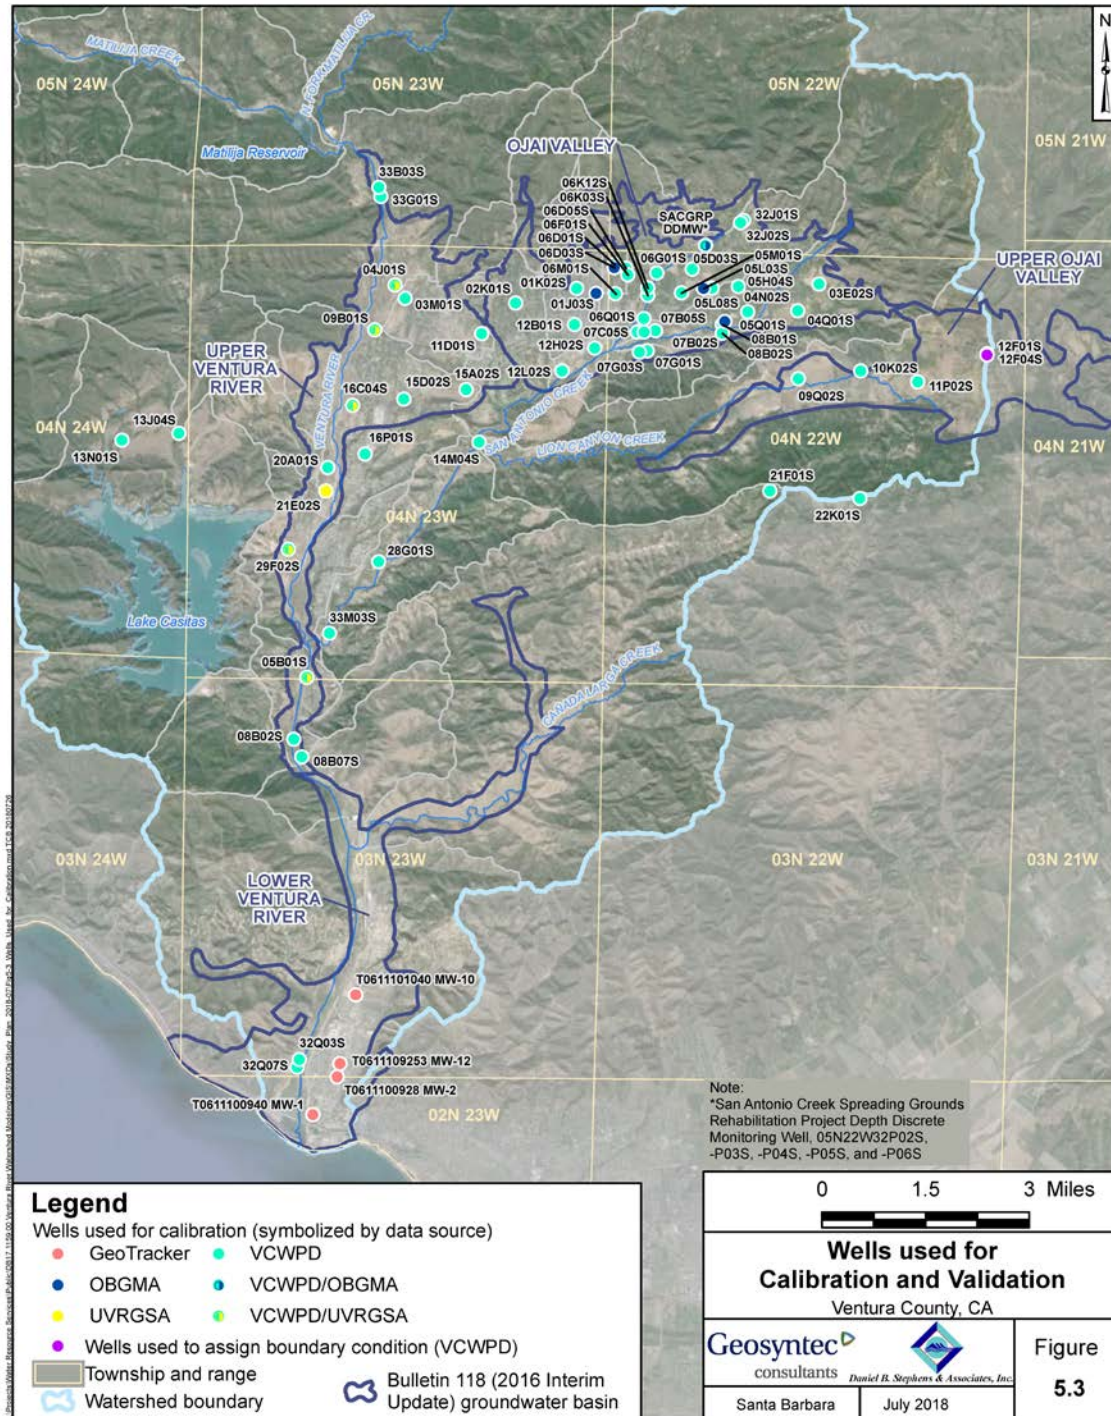 N
MATILIJA CREEK
N. FORK MATILIJA CR.
05N 24W
05N 23W
05N 22W
05N 21W
Matilija Reservoir
OJAI VALLEY
33B03S
33G01S
06K12S
06K03S
06D05S
06F01S
06D01S
06D03S
06M01S
SACGRP
DDMW*
32J01S
32J02S
05D03S
06G01S
05M01S
05L03S
05H04S
05L08S
04N02S
03E02S
UPPER OJAI
VALLEY
04J01S
03M01S
02K01S
01K02S
01J03S
09B01S
11D01S
12B01S
06Q01S
07C05S
07B05S
05Q01S
04Q01S
08B01S
08B02S
07B02S
12H02S
07G03S
07G01S
12F01S
12F04S
UPPER
VENTURA
RIVER
VENTURA RIVER
16C04S
15D02S
15A02S
12L02S
10K02S
11P02S
09Q02S
SAN ANTONIO CREEK
LION CANYON CREEK
04N 24W
13J04S
13N01S
16P01S
14M04S
04N 22W
04N 21W
20A01S
21E02S
04N 23W
21F01S
22K01S
29F02S
28G01S
Lake Casitas
33M03S
05B01S
CANADA LARGA CREEK
08B02S
08B07S
03N 24W
03N 23W
03N 22W
03N 21W
LOWER
VENTURA
RIVER
T0611101040 MW-10
32Q03S
32Q07S
T0611109253 MW-12
T0611100928 MW-2
T0611100940 MW-1
02N 23W
Note:
*San Antonio Creek Spreading Grounds
Rehabilitation Project Depth Discrete
Monitoring Well, 05N22W32P02S,
-P03S, -P04S, -P05S, and -P06S
Legend
Wells used for calibration (symbolized by data source)
GeoTracker
VCWPD
OBGMA
VCWPD/OBGMA
UVRGSA
VCWPD/UVRGSA
Wells used to assign boundary condition (VCWPD)
Township and range
Watershed boundary
Bulletin 118 (2016 Interim
Update) groundwater basin
0 1.5 3 Miles
Wells used for
Calibration and Validation
Ventura County, CA
Geosyntec
consultants
Daniel B. Stephens & Associates, Inc.
Santa Barbara
July 2018
Figure
5.3